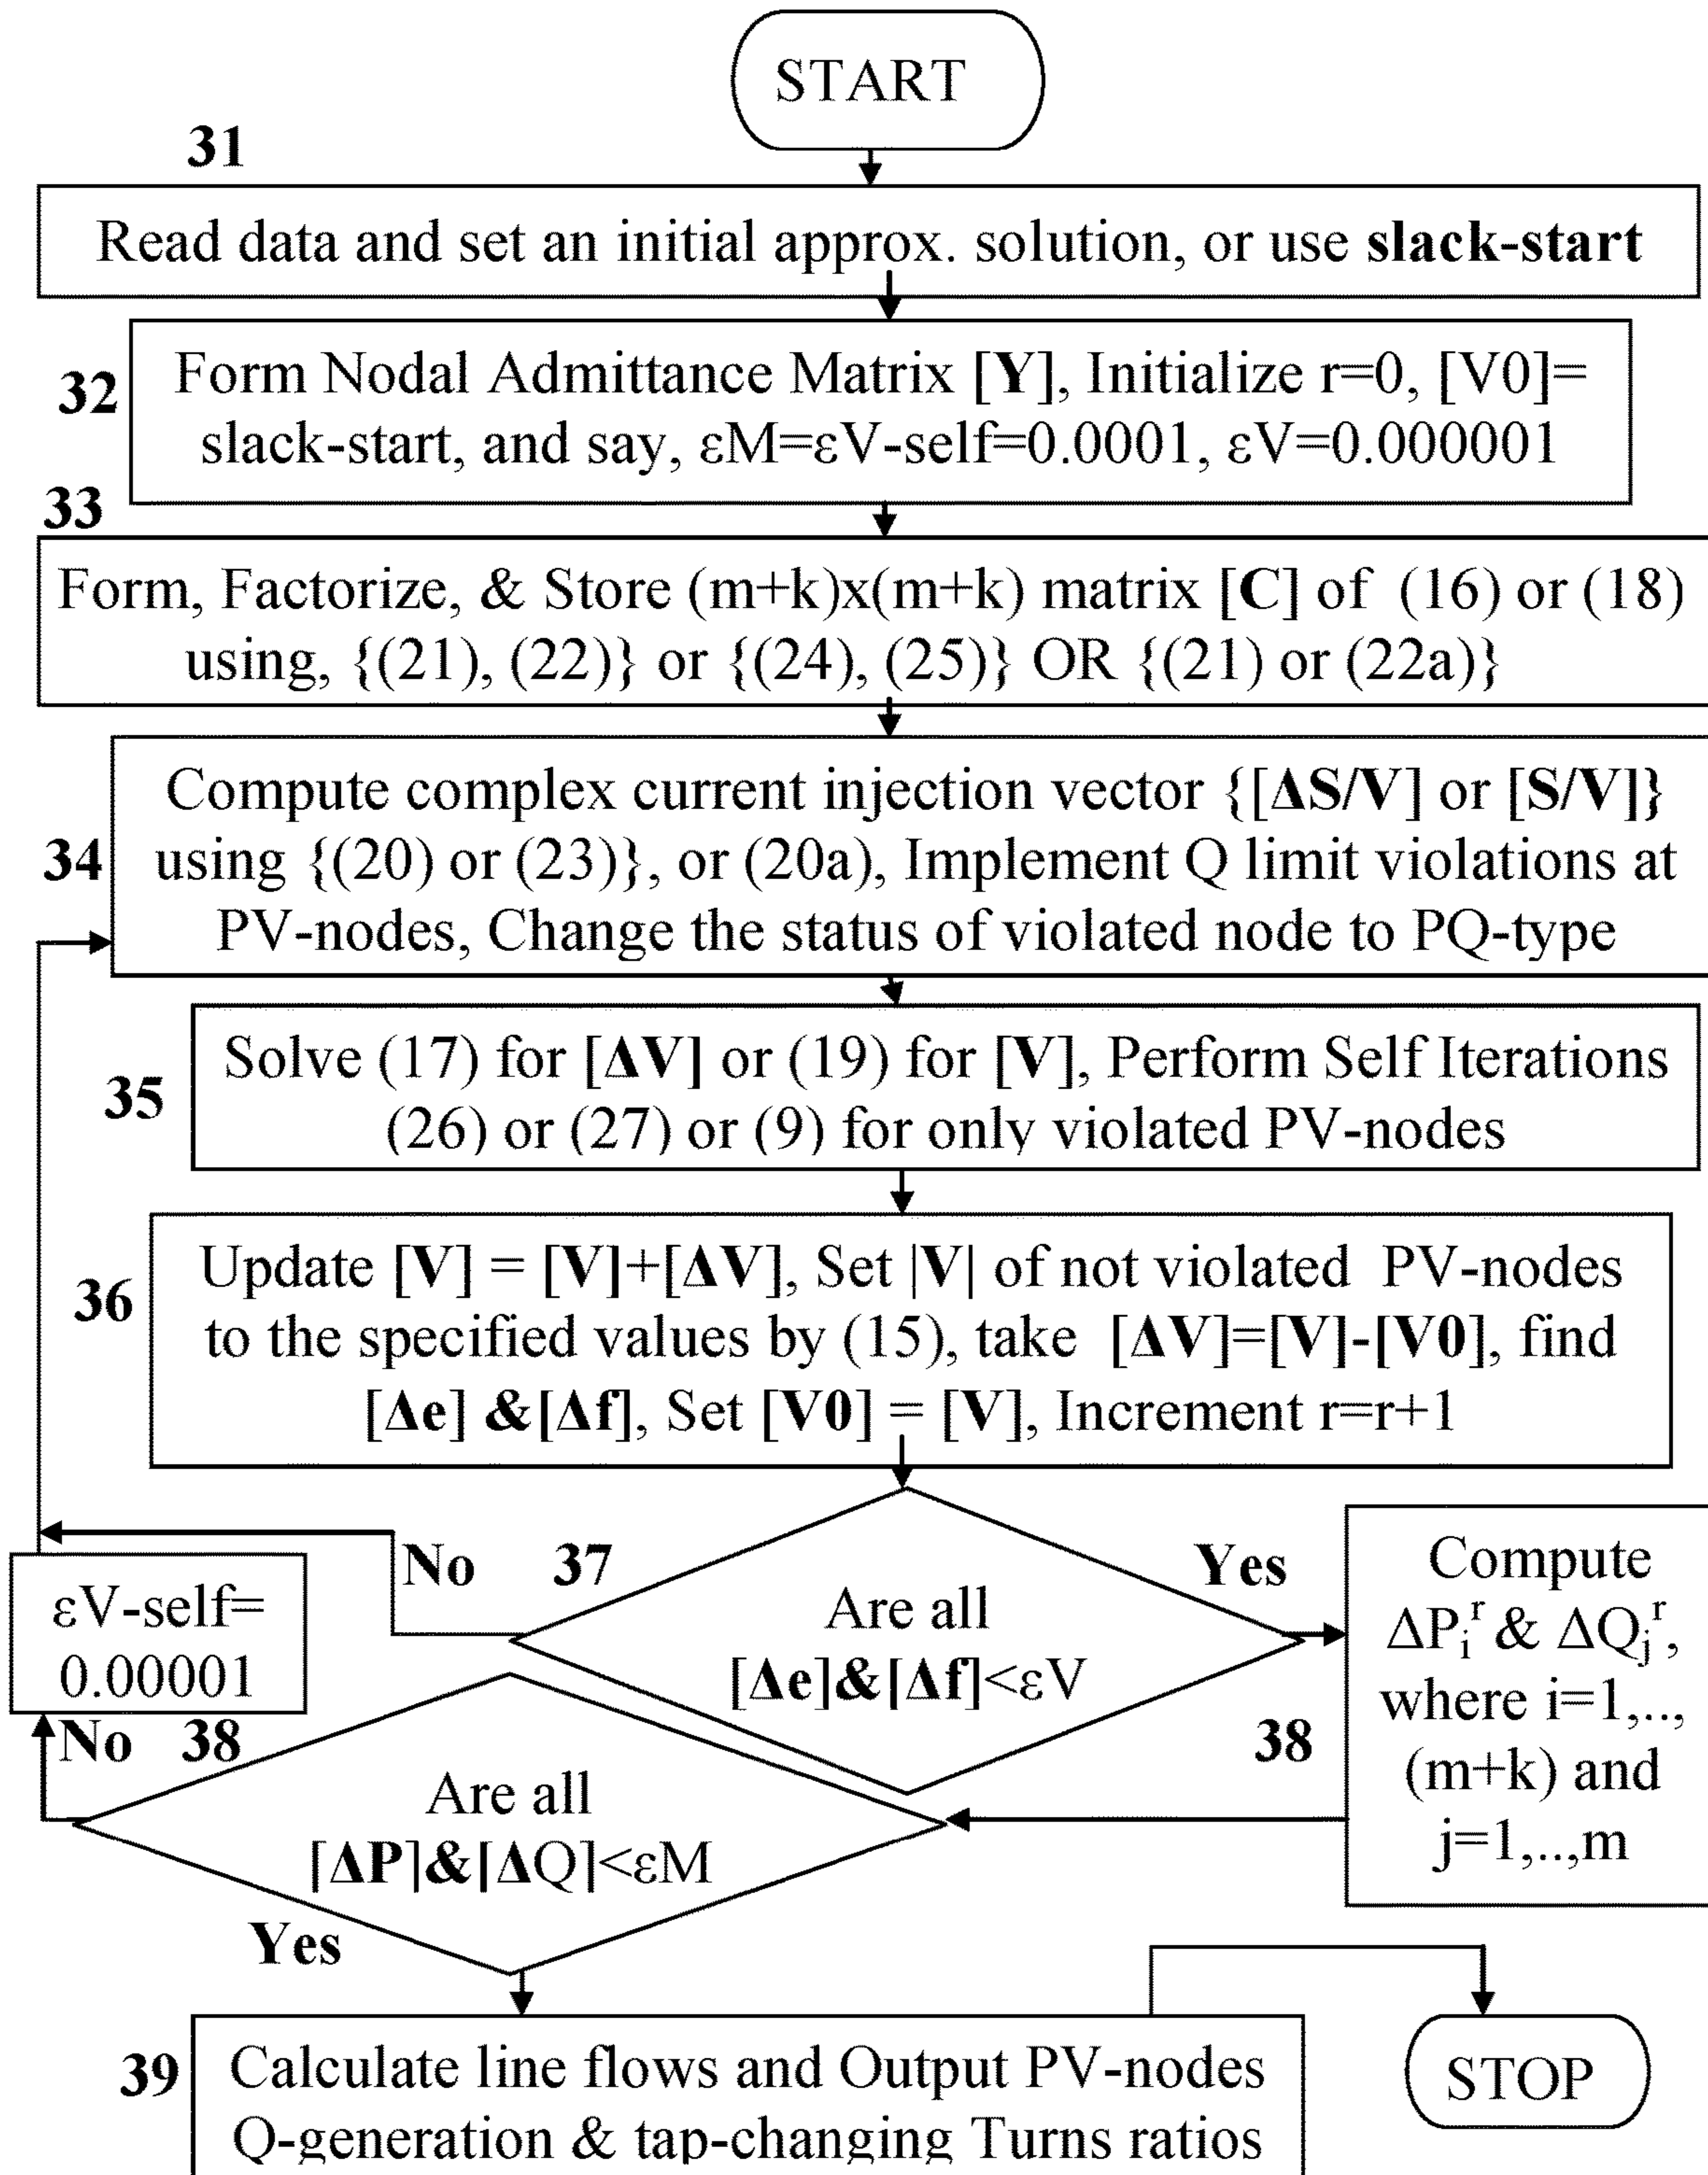 START
31
Read data and set an initial approx. solution, or use slack-start
32
Form Nodal Admittance Matrix [Y], Initialize r=0, [V0]=
slack-start, and say, εM=εV-self=0.0001, εV=0.000001
33
Form, Factorize, & Store (m+k)x(m+k) matrix [C] of (16) or (18)
using, {(21), (22)} or {(24), (25)} OR {(21) or (22a)}
34
Compute complex current injection vector {[ΔS/V] or [S/V]}
using {(20) or (23)}, or (20a), Implement Q limit violations at
PV-nodes, Change the status of violated node to PQ-type
35
Solve (17) for [ΔV] or (19) for [V], Perform Self Iterations
(26) or (27) or (9) for only violated PV-nodes
36
Update [V] = [V]+[ΔV], Set |V| of not violated PV-nodes
to the specified values by (15), take [ΔV]=[V]-[V0], find
[Δe] &[Δf], Set [V0] = [V], Increment r=r+1
No
37
Yes
Are all
[Δe]&[Δf]<εV
Compute
ΔPᵢʳ & ΔQⱼʳ,
where i=1,..,
(m+k) and
j=1,..,m
38
εV-self=
0.00001
No
38
Are all
[ΔP]&[ΔQ]<εM
Yes
39
Calculate line flows and Output PV-nodes
Q-generation & tap-changing Turns ratios
STOP